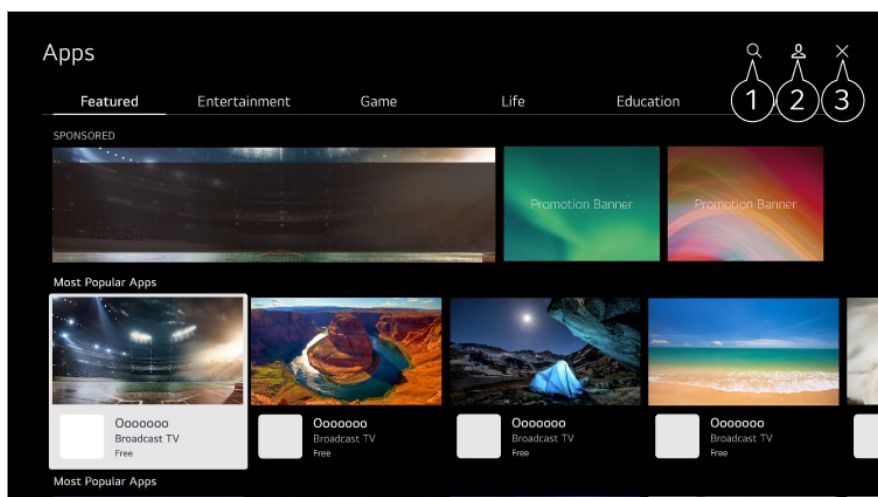 Apps
1 2 3
Featured Entertainment Game Life Education
SPONSORED
Promotion Banner Promotion Banner
Most Popular Apps
Ooooooo Ooooooo Ooooooo Ooooooo
Broadcast TV Broadcast TV Broadcast TV Broadcast TV
Free Free Free Free
Most Popular Apps